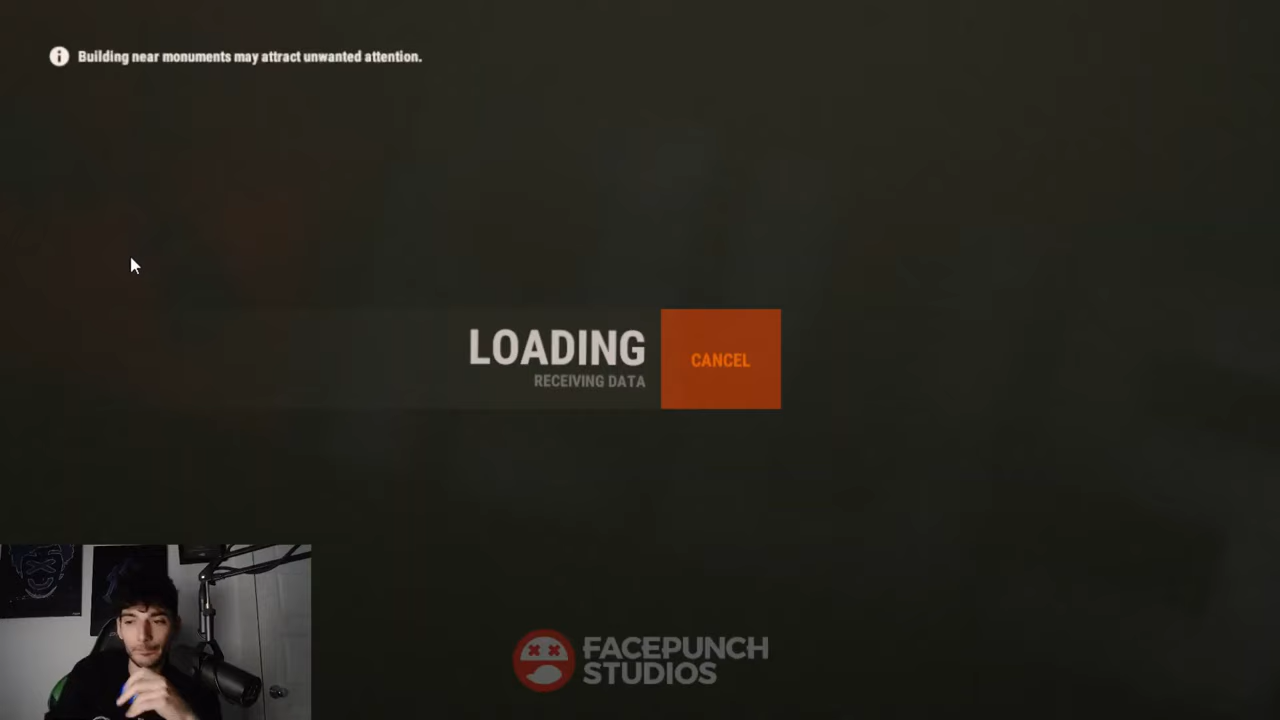 Building near monuments may attract unwanted attention.
LOADING
RECEIVING DATA
CANCEL
FACEPUNCH
STUDIOS